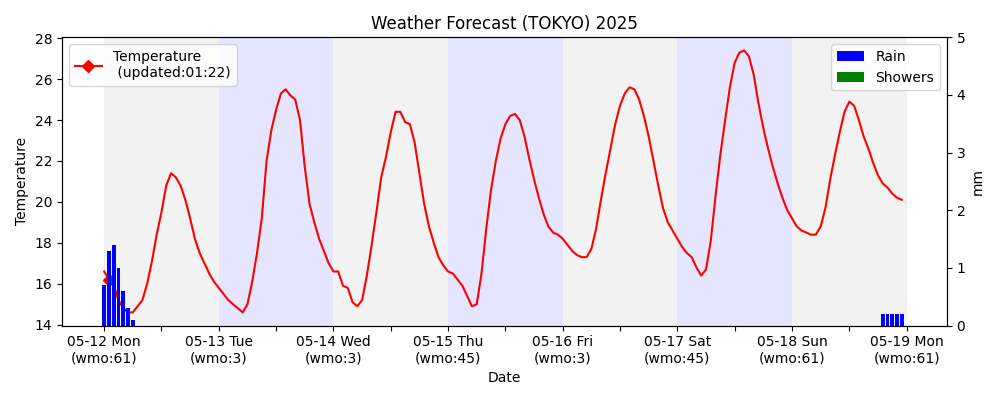 Weather Forecast (TOKYO) 2025
Temperature
(updated:01:22)
Rain
Showers
Temperature
28
26
24
22
20
18
16
14
5
4
3
2
1
0
mm
05-12 Mon
(wmo:61)
05-13 Tue
(wmo:3)
05-14 Wed
(wmo:3)
05-15 Thu
(wmo:45)
05-16 Fri
(wmo:3)
05-17 Sat
(wmo:45)
05-18 Sun
(wmo:61)
05-19 Mon
(wmo:61)
Date